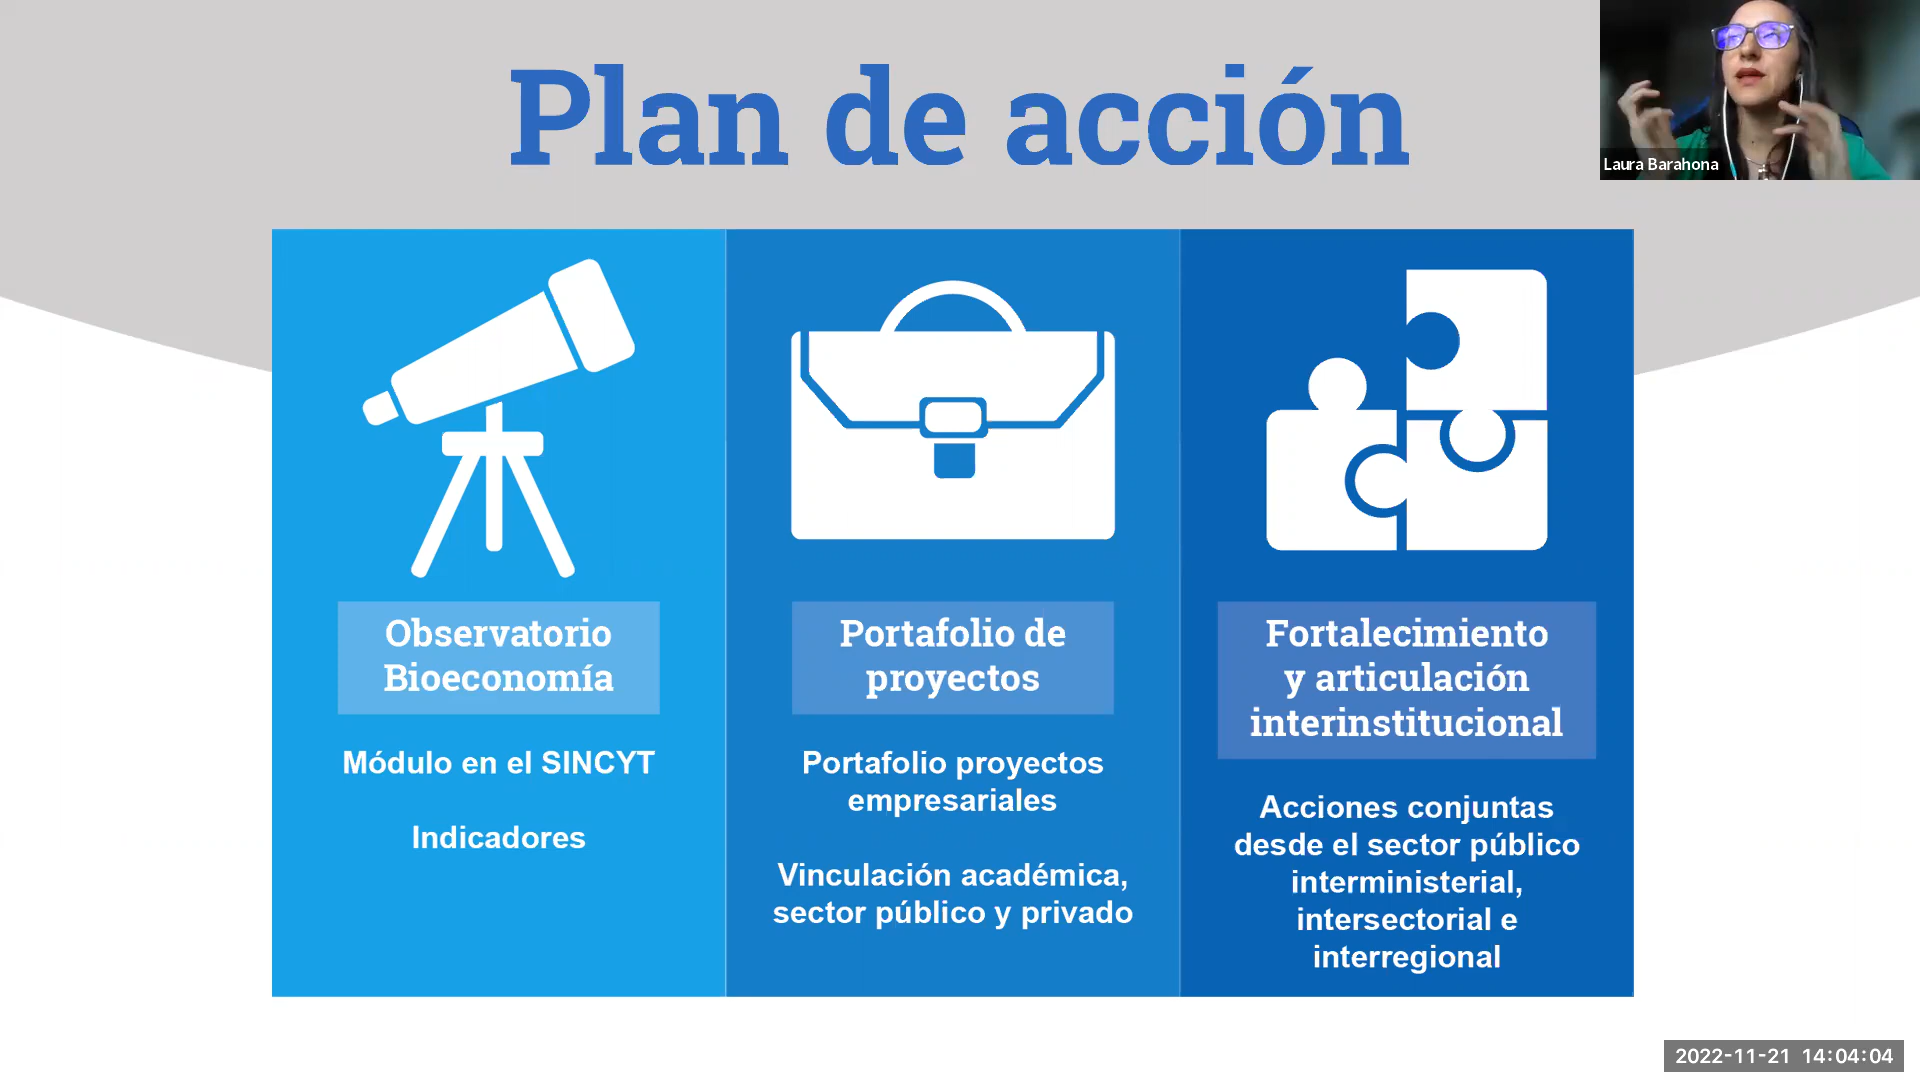 Plan de acción
Laura Barahona
Observatorio
Bioeconomía
Módulo en el SINCYT
Indicadores
Portafolio de
proyectos
Portafolio proyectos
empresariales
Vinculación académica,
sector público y privado
Fortalecimiento
y articulación
interinstitucional
Acciones conjuntas
desde el sector público
interministerial,
intersectorial e
interregional
2022-11-21 14:04:04